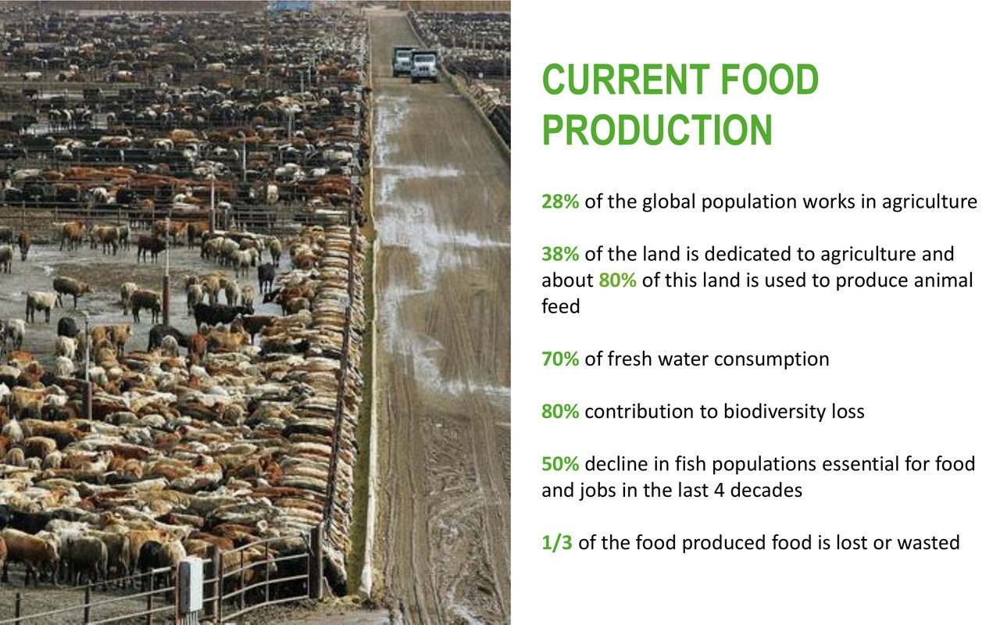 CURRENT FOOD
PRODUCTION
28% of the global population works in agriculture
38% of the land is dedicated to agriculture and
about 80% of this land is used to produce animal
feed
70% of fresh water consumption
80% contribution to biodiversity loss
50% decline in fish populations essential for food
and jobs in the last 4 decades
1/3 of the food produced food is lost or wasted